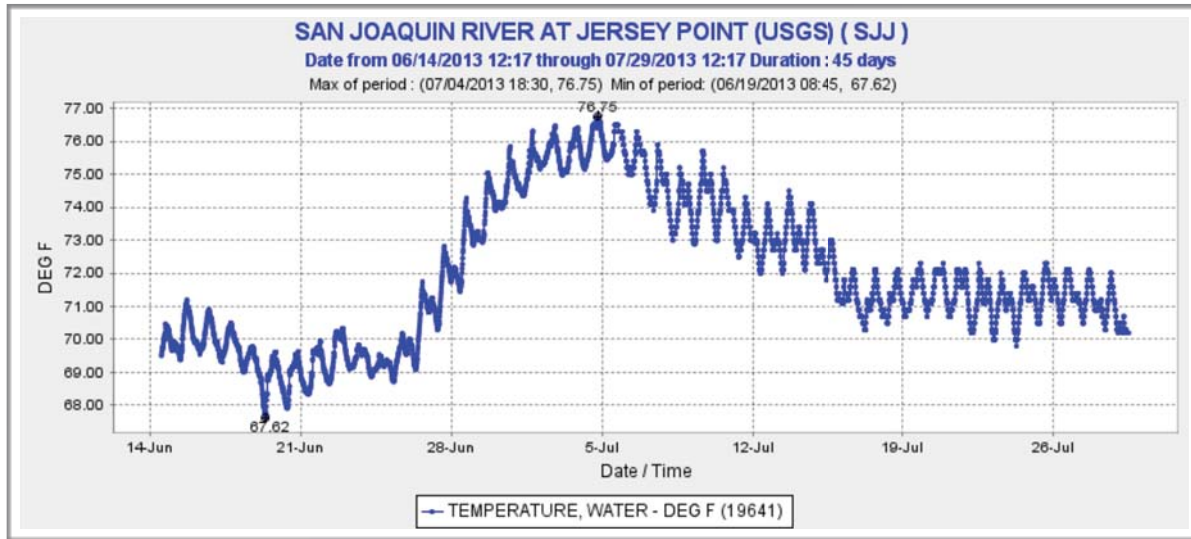 SAN JOAQUIN RIVER AT JERSEY POINT (USGS) ( SJJ )
Date from 06/14/2013 12:17 through 07/29/2013 12:17 Duration : 45 days
Max of period : (07/04/2013 18:30, 76.75) Min of period: (06/19/2013 08:45, 67.62)
77.00
76.75
76.00
75.00
74.00
73.00
72.00
71.00
70.00
69.00
68.00
DEG F
67.62
14-Jun 21-Jun 28-Jun 5-Jul 12-Jul 19-Jul 26-Jul
Date / Time
TEMPERATURE, WATER - DEG F (19641)